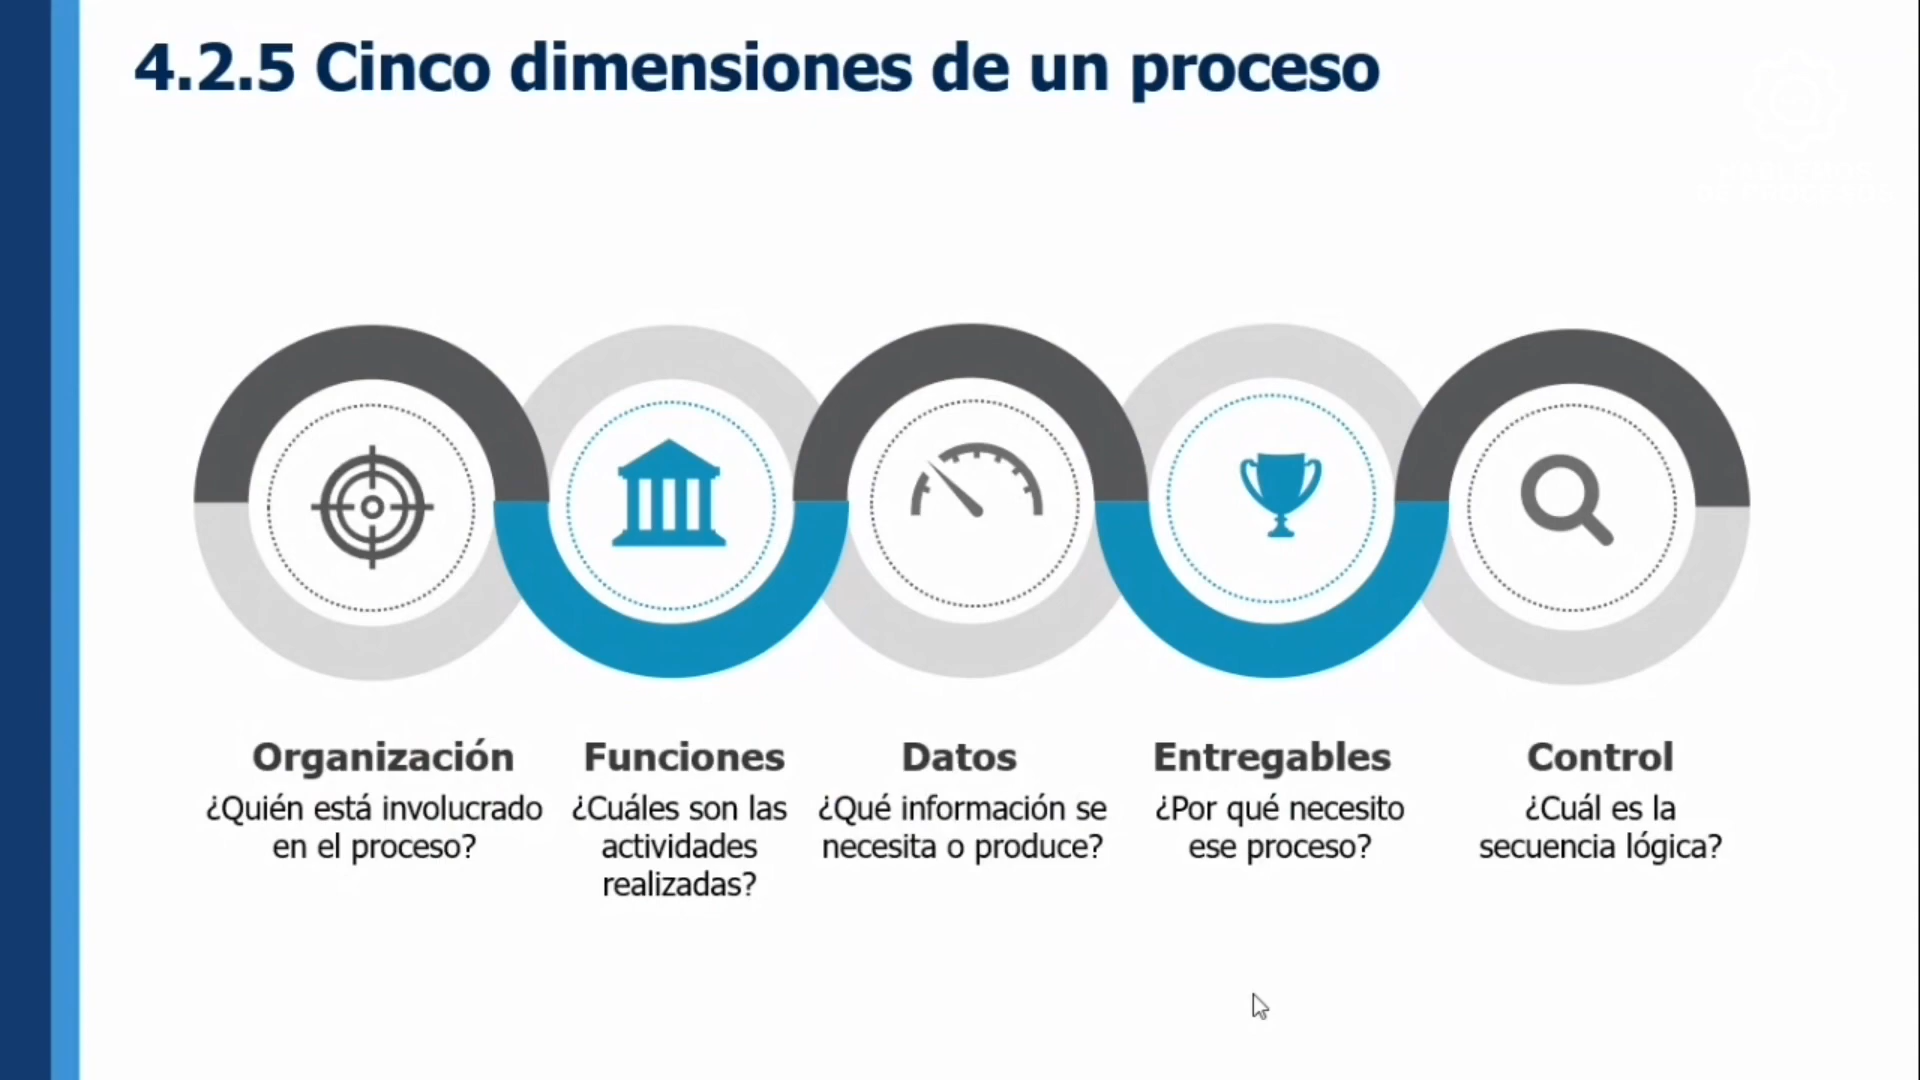 4.2.5 Cinco dimensiones de un proceso
Organización
¿Quién está involucrado
en el proceso?
Funciones
¿Cuáles son las
actividades
realizadas?
Datos
¿Qué información se
necesita o produce?
Entregables
¿Por qué necesito
ese proceso?
Control
¿Cuál es la
secuencia lógica?